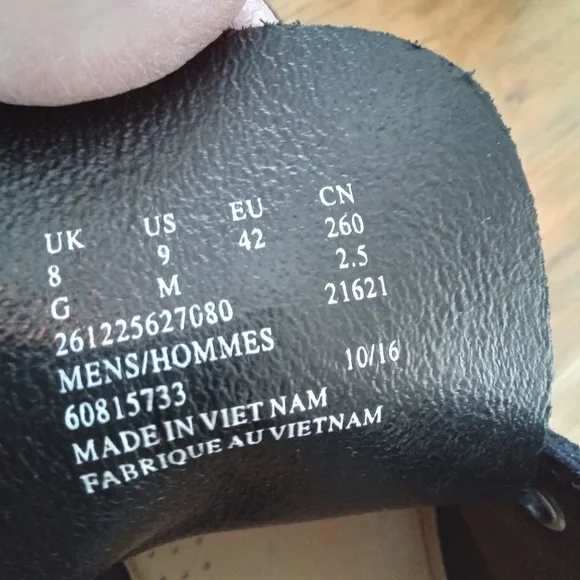 UK US EU CN
8 9 42 260
G M 2.5
261225627080 21621
MENS/HOMMES
60815733 10/16
MADE IN VIET NAM
FABRIQUE AU VIETNAM